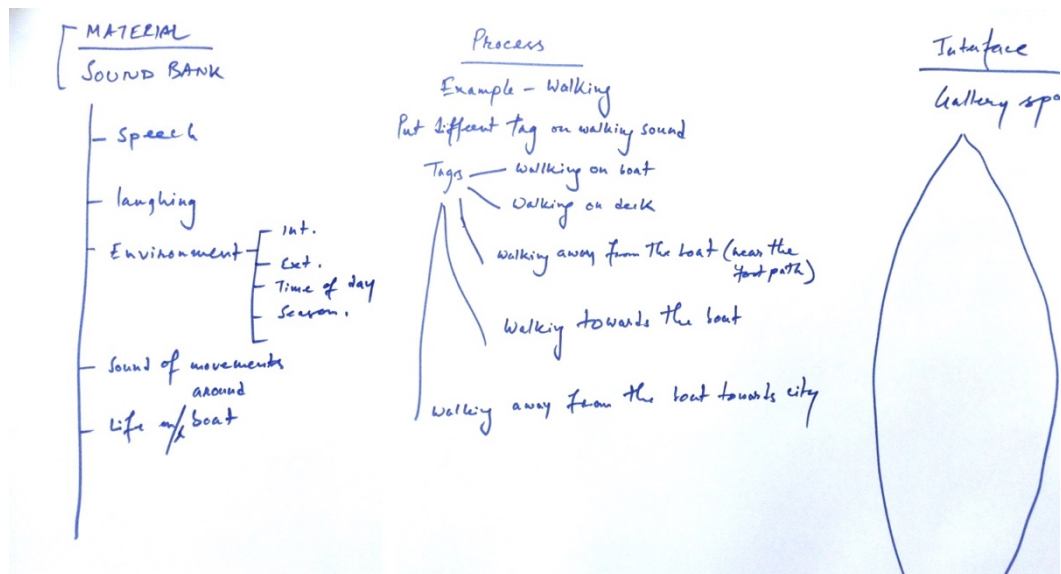 MATERIAL
SOUND BANK
Speech
laughing
Environment
Int.
Ext.
Time of day
Season.
Sound of movements
around
Life boat
Process
Example - Walking
Put different Tag on walking sound
Tags
Walking on boat
Walking on deck
Walking away from the boat (near the
foot path)
Walking towards the boat
Walking away from the boat towards city
Interface
Gallery spa